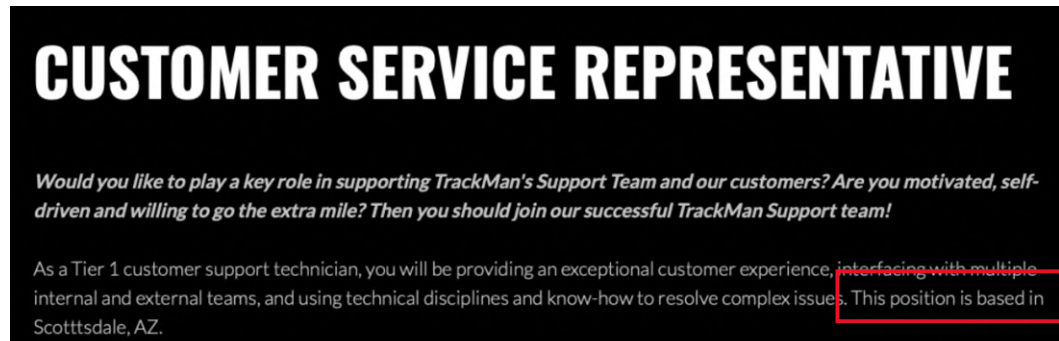 CUSTOMER SERVICE REPRESENTATIVE
Would you like to play a key role in supporting TrackMan's Support Team and our customers? Are you motivated, self-
driven and willing to go the extra mile? Then you should join our successful TrackMan Support team!
As a Tier 1 customer support technician, you will be providing an exceptional customer experience, interfacing with multiple
internal and external teams, and using technical disciplines and know-how to resolve complex issues. This position is based in
Scotttsdale, AZ.